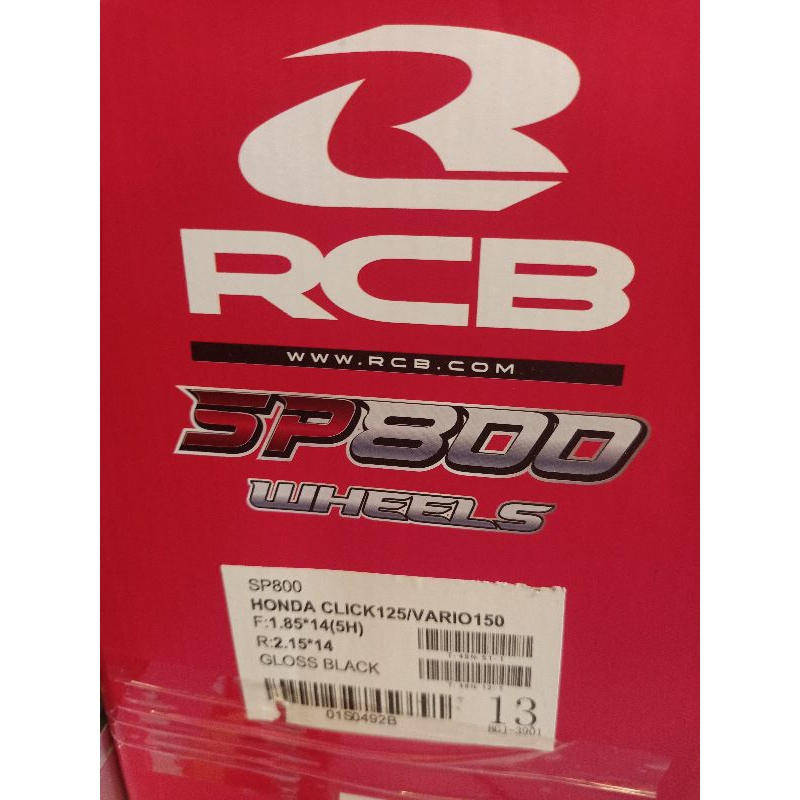 RCB
WWW.RCB.COM
SP800
WHEELS
SP800
HONDA CLICK125/VARIO150
F:1.85*14(5H)
R:2.15*14
GLOSS BLACK
01S0492B
13